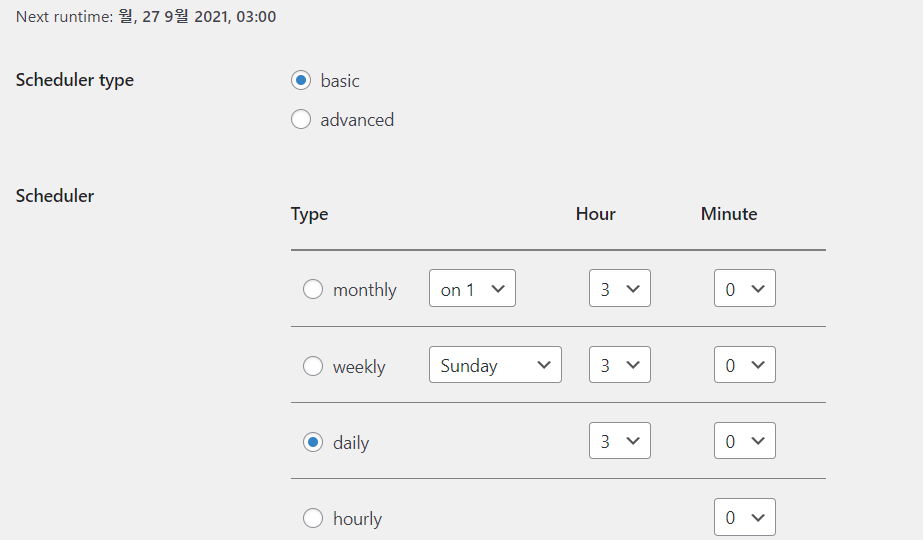 Next runtime: 월, 27 9월 2021, 03:00
Scheduler type
basic
advanced
Scheduler
Type Hour Minute
monthly on 1 3 0
weekly Sunday 3 0
daily 3 0
hourly 0